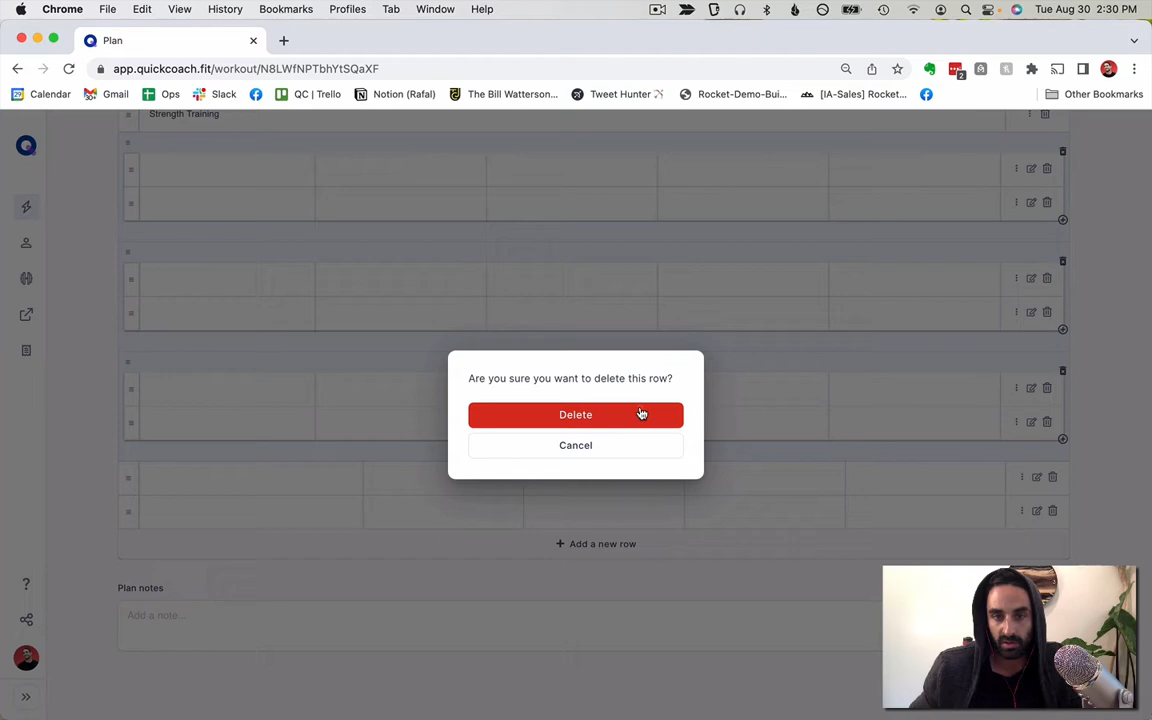 Chrome File Edit View History Bookmarks Profiles Tab Window Help Tue Aug 30 2:30 PM
Plan
app.quickcoach.fit/workout/N8LWfNPTbhYtSQaXF
2
Calendar Gmail Ops Slack QC | Trello Notion (Rafal) The Bill Watterson... Tweet Hunter Rocket-Demo-Bui... [IA-Sales] Rocket... Other Bookmarks
Strength Training
Are you sure you want to delete this row?
Delete
Cancel
+ Add a new row
Plan notes
Add a note...